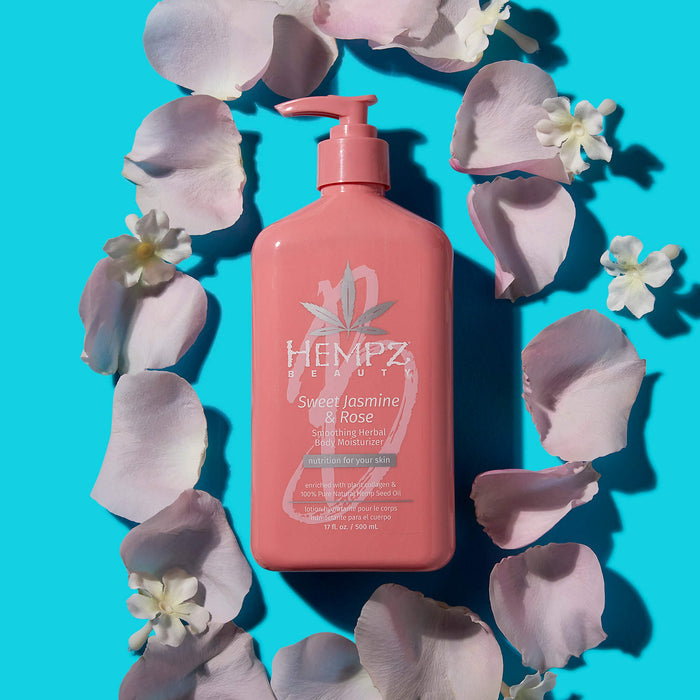 B
HEMPZ
BEAUTY
Sweet Jasmine
& Rose
Smoothing Herbal
Body Moisturizer
nutrition for your skin
enriched with plant collagen &
100% Pure Natural Hemp Seed Oil
lotion hydratante pour le corps
humectante para el cuerpo
17 fl. oz. / 500 mL